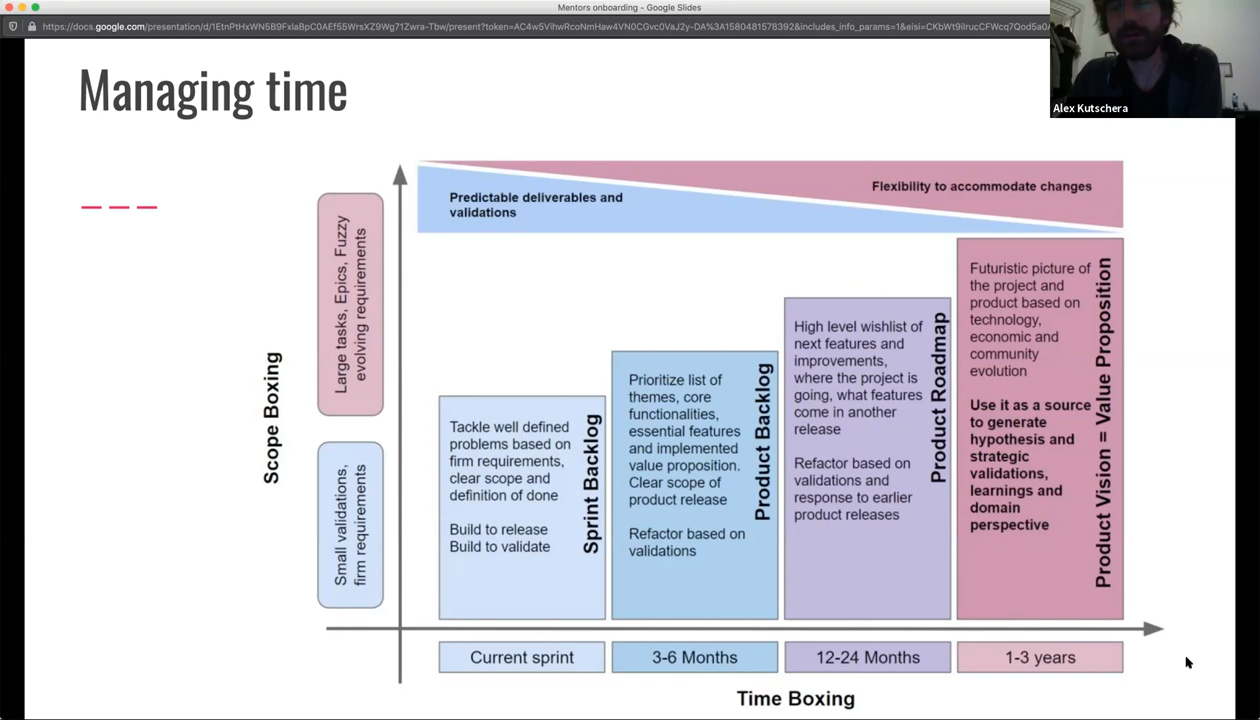 Mentors onboarding - Google Slides
https://docs.google.com/presentation/d/1EtnPtHxWN5B9FxlaBpC0AEf55WrsXZ9Wg71Zwra-Tbw/present?token=AC4w5VihwRcoNmHaw4VN0CGvc0VaJ2y-DA%3A1580481578392&includes_info_params=1&eisi=CKbWt9iIrucCFWcq7Qod5a0A
Alex Kutschera
Managing time
Predictable deliverables and
validations
Flexibility to accommodate changes
Scope Boxing
Large tasks, Epics, Fuzzy
evolving requirements
Small validations,
firm requirements
Tackle well defined
problems based on
firm requirements,
clear scope and
definition of done
Build to release
Build to validate
Sprint Backlog
Prioritize list of
themes, core
functionalities,
essential features
and implemented
value proposition.
Clear scope of
product release
Refactor based on
validations
Product Backlog
High level wishlist of
next features and
improvements,
where the project is
going, what features
come in another
release
Refactor based on
validations and
response to earlier
product releases
Product Roadmap
Futuristic picture of
the project and
product based on
technology,
economic and
community
evolution
Use it as a source
to generate
hypothesis and
strategic
validations,
learnings and
domain
perspective
Product Vision = Value Proposition
Current sprint
3-6 Months
12-24 Months
1-3 years
Time Boxing